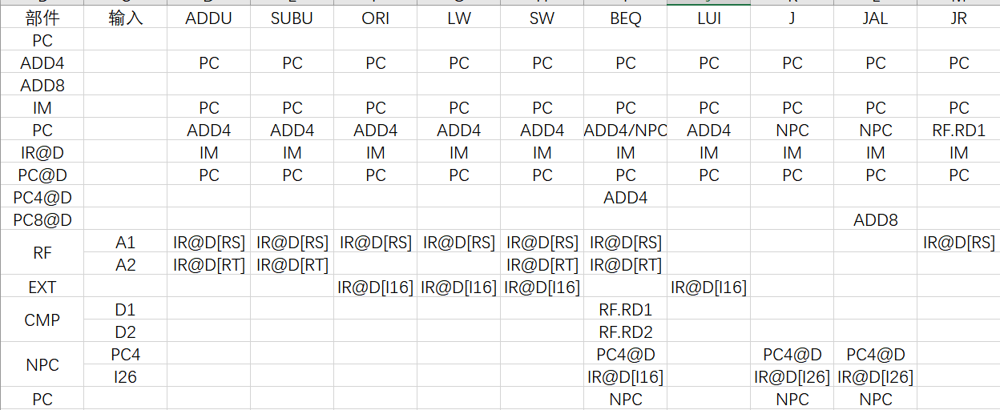 部件 输入 ADDU SUBU ORI LW SW BEQ LUI J JAL JR
PC
ADD4 PC PC PC PC PC PC PC PC PC PC
ADD8
IM PC PC PC PC PC PC PC PC PC PC
PC ADD4 ADD4 ADD4 ADD4 ADD4 ADD4/NPC ADD4 NPC NPC RF.RD1
IR@D IM IM IM IM IM IM IM IM IM IM
PC@D PC PC PC PC PC PC PC PC PC PC
PC4@D ADD4
PC8@D ADD8
RF A1 IR@D[RS] IR@D[RS] IR@D[RS] IR@D[RS] IR@D[RS] IR@D[RS] IR@D[RS]
A2 IR@D[RT] IR@D[RT] IR@D[RT] IR@D[RT]
EXT IR@D[I16] IR@D[I16] IR@D[I16] IR@D[I16]
CMP D1 RF.RD1
D2 RF.RD2
NPC PC4 PC4@D PC4@D PC4@D
I26 IR@D[I16] IR@D[I26] IR@D[I26]
PC NPC NPC NPC